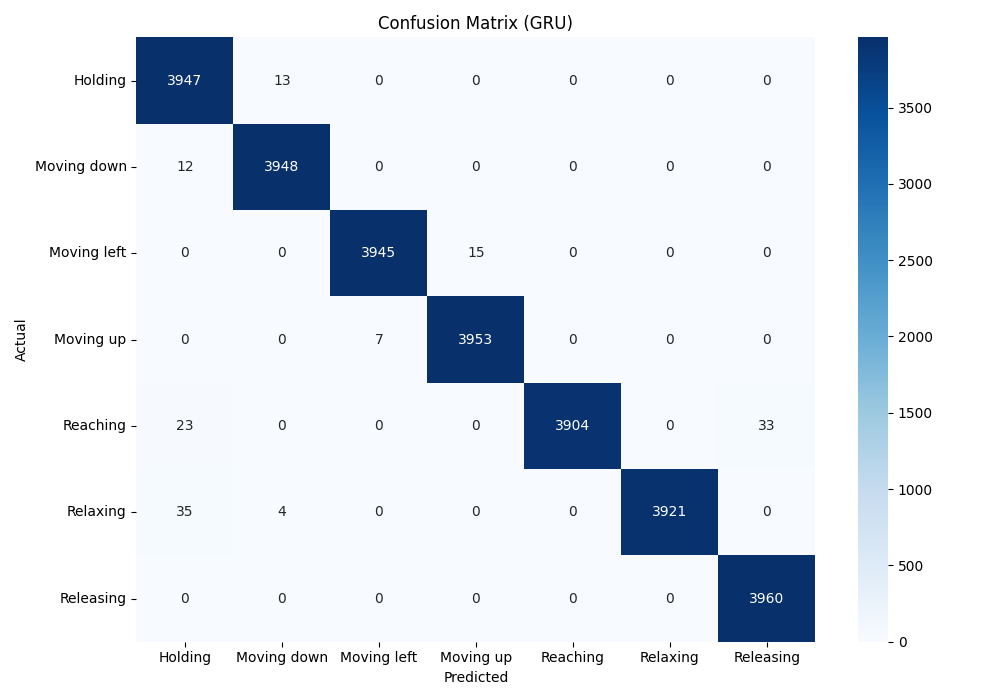 Confusion Matrix (GRU)
Holding 3947 13 0 0 0 0 0
Moving down 12 3948 0 0 0 0 0
Moving left 0 0 3945 15 0 0 0
Moving up 0 0 7 3953 0 0 0
Reaching 23 0 0 0 3904 0 33
Relaxing 35 4 0 0 0 3921 0
Releasing 0 0 0 0 0 0 3960
Holding Moving down Moving left Moving up Reaching Relaxing Releasing
Predicted
Actual
3500
3000
2500
2000
1500
1000
500
0